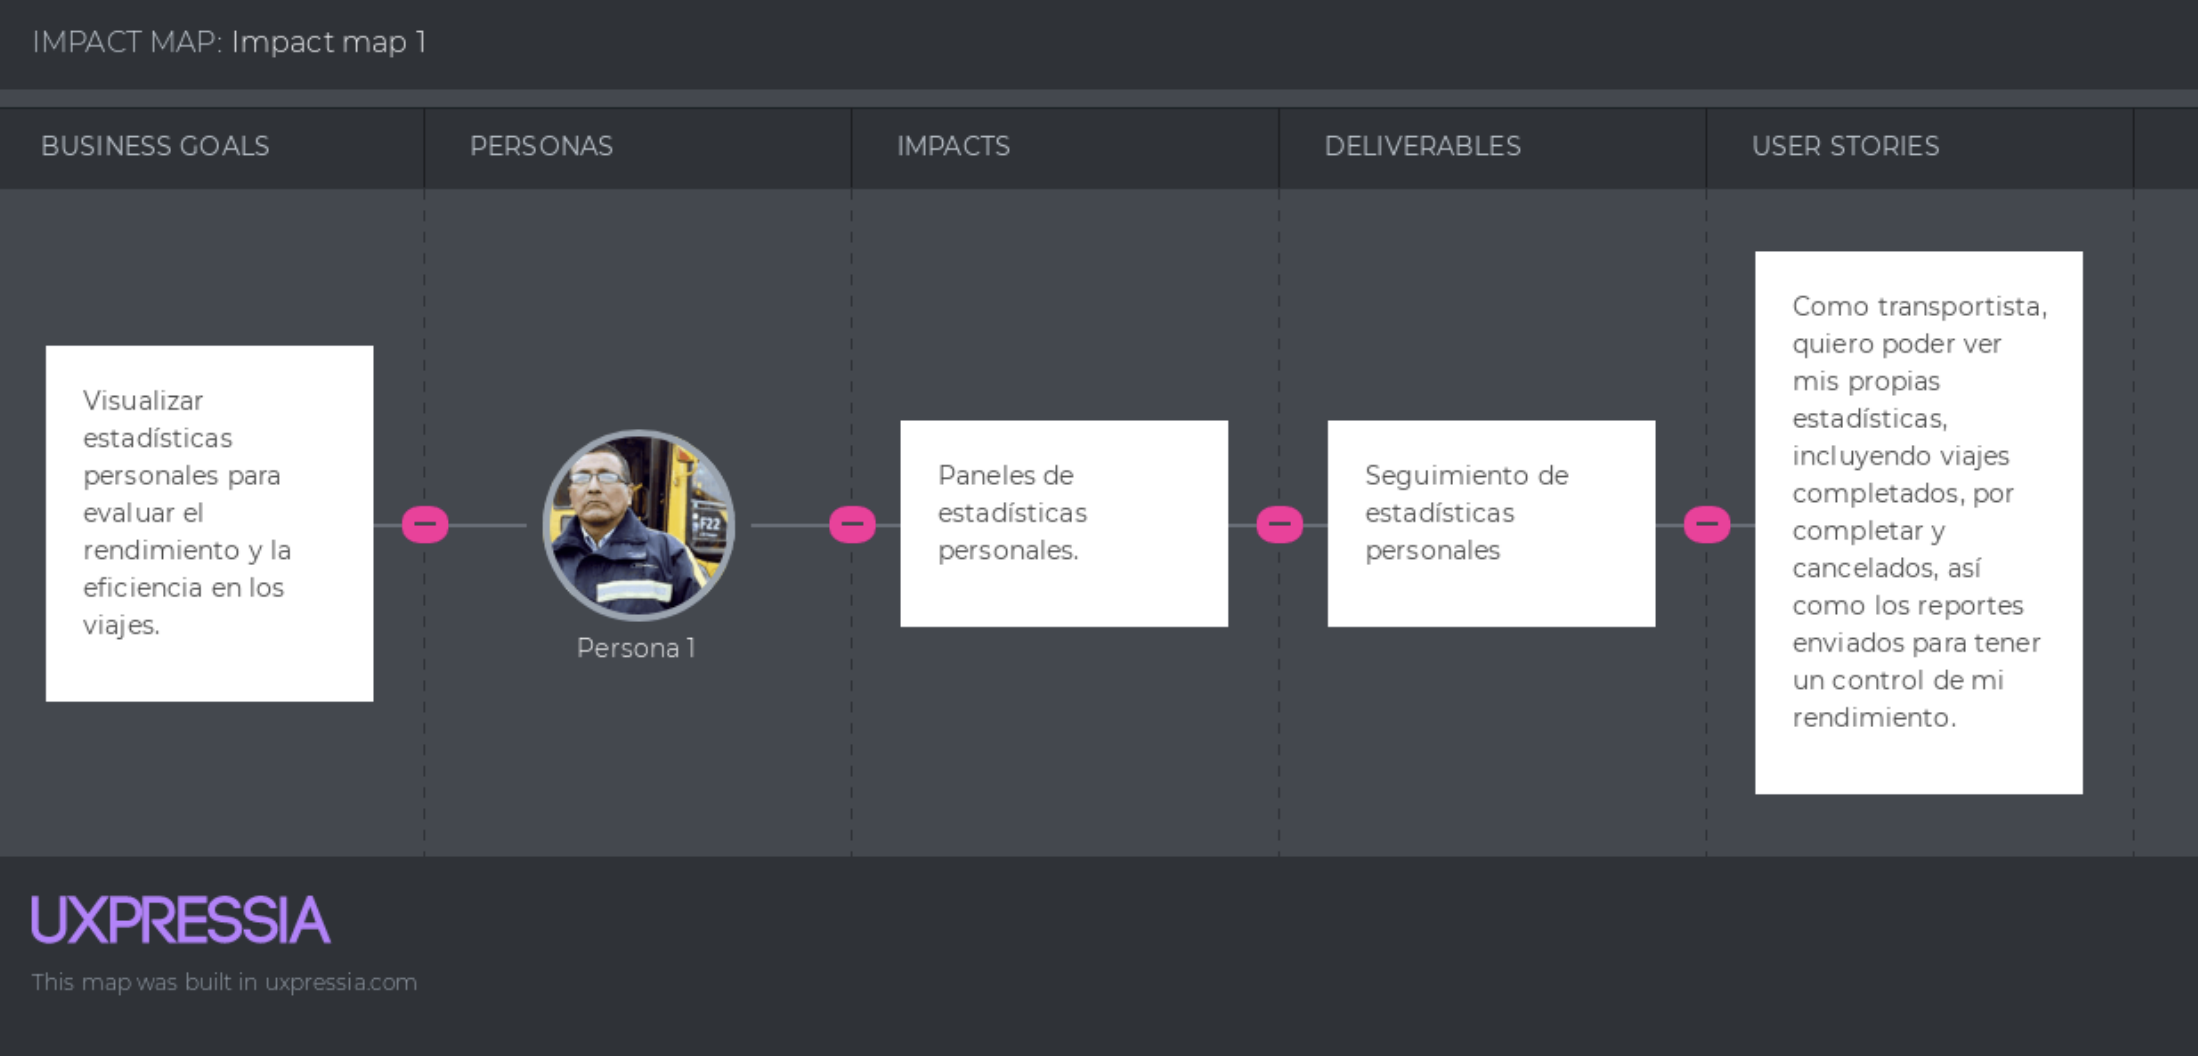 IMPACT MAP: Impact map 1
BUSINESS GOALS
PERSONAS
IMPACTS
DELIVERABLES
USER STORIES
Visualizar
estadísticas
personales para
evaluar el
rendimiento y la
eficiencia en los
viajes.
F22
Persona 1
Paneles de
estadísticas
personales.
Seguimiento de
estadísticas
personales
Como transportista,
quiero poder ver
mis propias
estadísticas,
incluyendo viajes
completados, por
completar y
cancelados, así
como los reportes
enviados para tener
un control de mi
rendimiento.
UXPRESSIA
This map was built in uxpressia.com